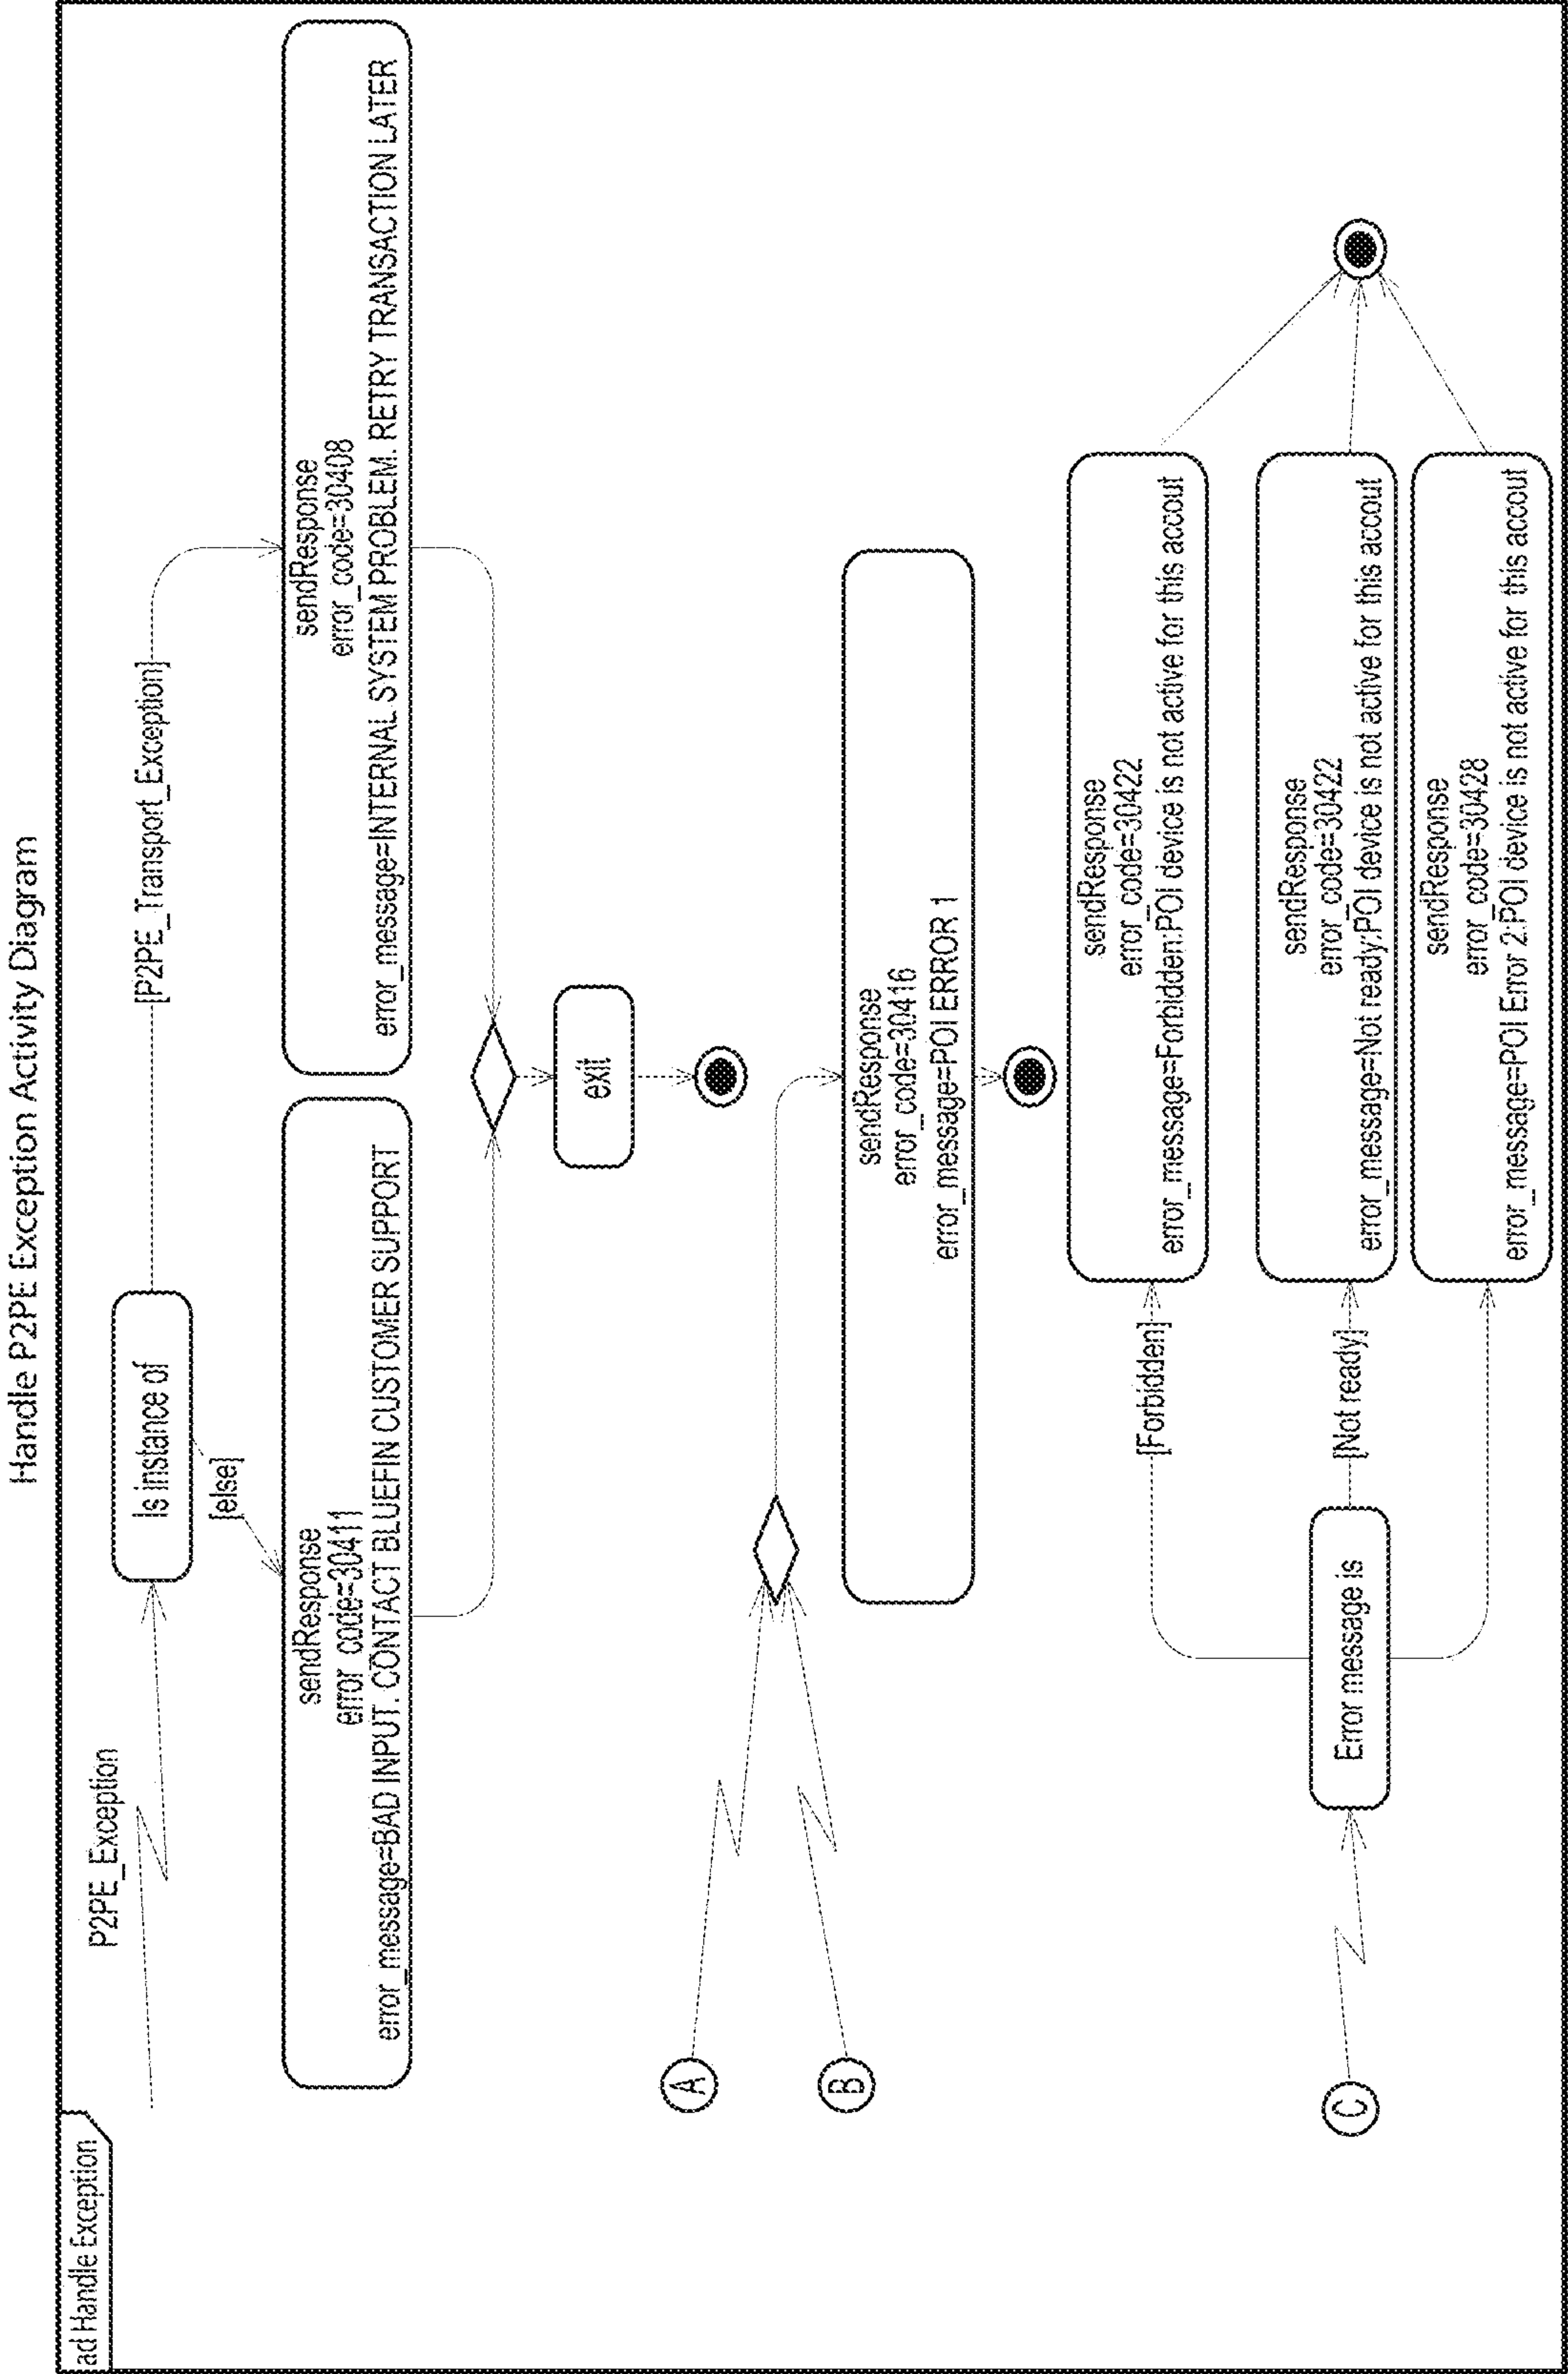 Handle P2PE Exception Activity Diagram
ad Handle Exception
P2PE_Exception
Is instance of
[P2PE_Transport_Exception]
[else]
sendResponse
error_code=30411
error_message=BAD INPUT. CONTACT BLUEFIN CUSTOMER SUPPORT
sendResponse
error_code=30408
error_message=INTERNAL SYSTEM PROBLEM. RETRY TRANSACTION LATER
exit
A
B
sendResponse
error_code=30416
error_message=POI ERROR 1
C
Error message is
[Forbidden]
[Not ready]
sendResponse
error_code=30422
error_message=Forbidden:POI device is not active for this accout
sendResponse
error_code=30422
error_message=Not ready:POI device is not active for this accout
sendResponse
error_code=30428
error_message=POI Error 2:POI device is not active for this accout